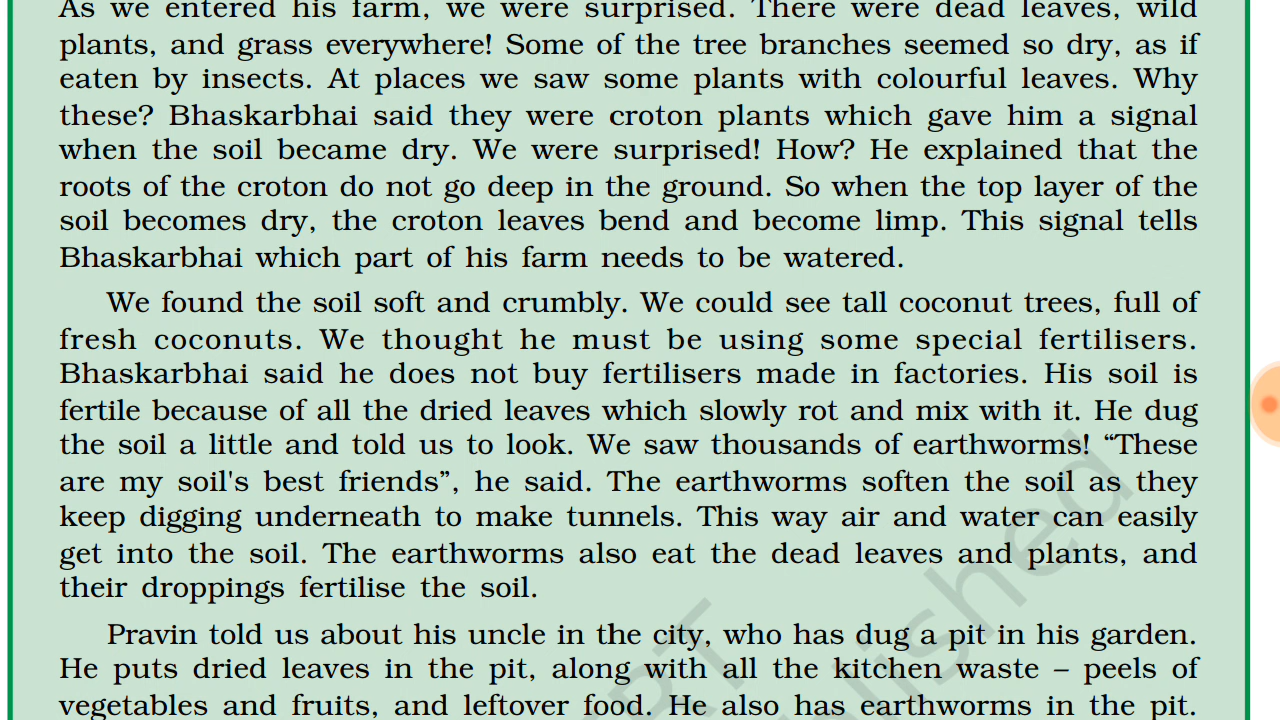 As we entered his farm, we were surprised. There were dead leaves, wild
plants, and grass everywhere! Some of the tree branches seemed so dry, as if
eaten by insects. At places we saw some plants with colourful leaves. Why
these? Bhaskarbhai said they were croton plants which gave him a signal
when the soil became dry. We were surprised! How? He explained that the
roots of the croton do not go deep in the ground. So when the top layer of the
soil becomes dry, the croton leaves bend and become limp. This signal tells
Bhaskarbhai which part of his farm needs to be watered.
We found the soil soft and crumbly. We could see tall coconut trees, full of
fresh coconuts. We thought he must be using some special fertilisers.
Bhaskarbhai said he does not buy fertilisers made in factories. His soil is
fertile because of all the dried leaves which slowly rot and mix with it. He dug
the soil a little and told us to look. We saw thousands of earthworms! “These
are my soil's best friends”, he said. The earthworms soften the soil as they
keep digging underneath to make tunnels. This way air and water can easily
get into the soil. The earthworms also eat the dead leaves and plants, and
their droppings fertilise the soil.
Pravin told us about his uncle in the city, who has dug a pit in his garden.
He puts dried leaves in the pit, along with all the kitchen waste – peels of
vegetables and fruits, and leftover food. He also has earthworms in the pit.